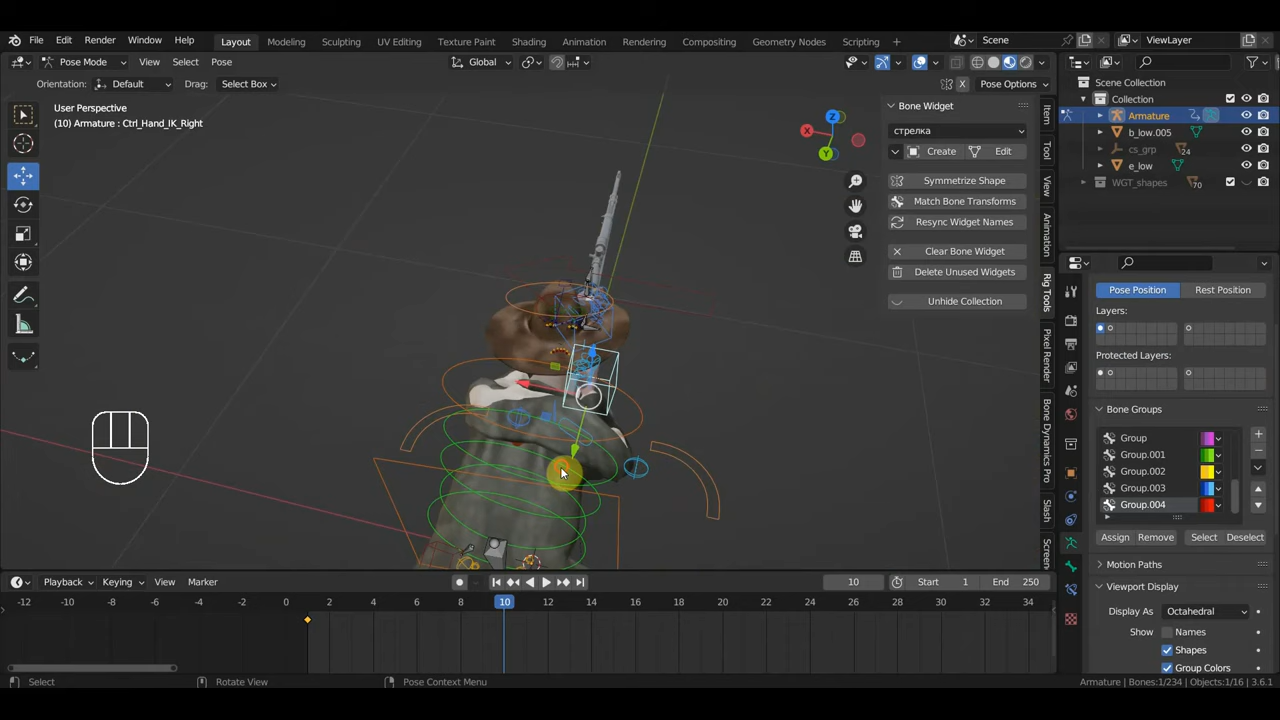 File Edit Render Window Help
Layout Modeling Sculpting UV Editing Texture Paint Shading Animation Rendering Compositing Geometry Nodes Scripting +
Scene ViewLayer
Pose Mode View Select Pose
Global
Orientation: Default Drag: Select Box
X Pose Options
User Perspective
(10) Armature : Ctrl_Hand_IK_Right
Z
X
Y
Bone Widget
стрелка
Create Edit
Symmetrize Shape
Match Bone Transforms
Resync Widget Names
Clear Bone Widget
Delete Unused Widgets
Unhide Collection
Item
Tool
View
Animation
Rig Tools
Pixel Render
Bone Dynamics Pro
Slash
Screen
Scene Collection
Collection
Armature
b_low.005
cs_grp 24
e_low
WGT_shapes 70
Pose Position Rest Position
Layers:
Protected Layers:
Bone Groups
Group
Group.001
Group.002
Group.003
Group.004
Assign Remove Select Deselect
Motion Paths
Viewport Display
Display As Octahedral
Show Names
Shapes
Group Colors
Playback Keying View Marker
10 Start 1 End 250
-12 -10 -8 -6 -4 -2 0 2 4 6 8 10 12 14 16 18 20 22 24 26 28 30 32 34
Select Rotate View Pose Context Menu
Armature | Bones:1/234 | Objects:1/16 | 3.6.1